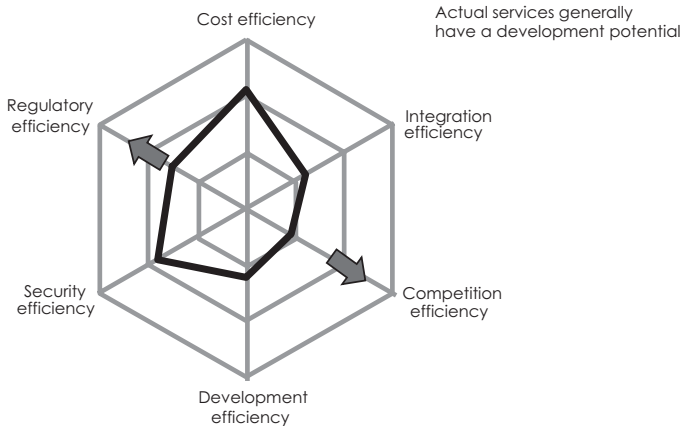 Cost efficiency
Actual services generally
have a development potential
Regulatory
efficiency
Integration
efficiency
Security
efficiency
Competition
efficiency
Development
efficiency